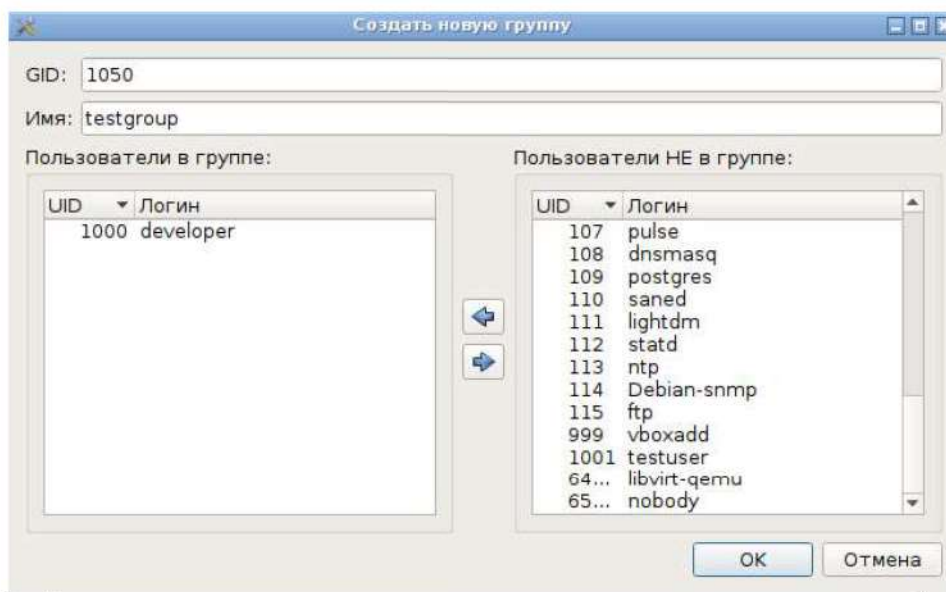 Создать новую группу
GID: 1050
Имя: testgroup
Пользователи в группе:
UID Логин
1000 developer
Пользователи НЕ в группе:
UID Логин
107 pulse
108 dnsmasq
109 postgres
110 saned
111 lightdm
112 statd
113 ntp
114 Debian-snmp
115 ftp
999 vboxadd
1001 testuser
64... libvirt-qemu
65... nobody
OK Отмена